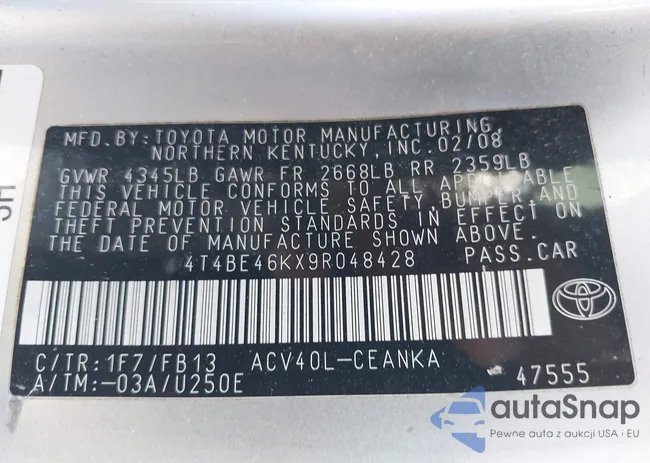 MFD.BY:TOYOTA MOTOR MANUFACTURING,
NORTHERN KENTUCKY,INC.02/08
GVWR 4345LB GAWR FR 2668LB RR 2359LB
THIS VEHICLE CONFORMS TO ALL APPLICABLE
FEDERAL MOTOR VEHICLE SAFETY,BUMPER,AND
THEFT PREVENTION STANDARDS IN EFFECT ON
THE DATE OF MANUFACTURE SHOWN ABOVE.
4T4BE46KX9R048428 PASS.CAR
C/TR:1F7/FB13 ACV40L-CEANKA
A/TM:-03A/U250E 47555
autaSnap
Pewne auta z aukcji USA i EU